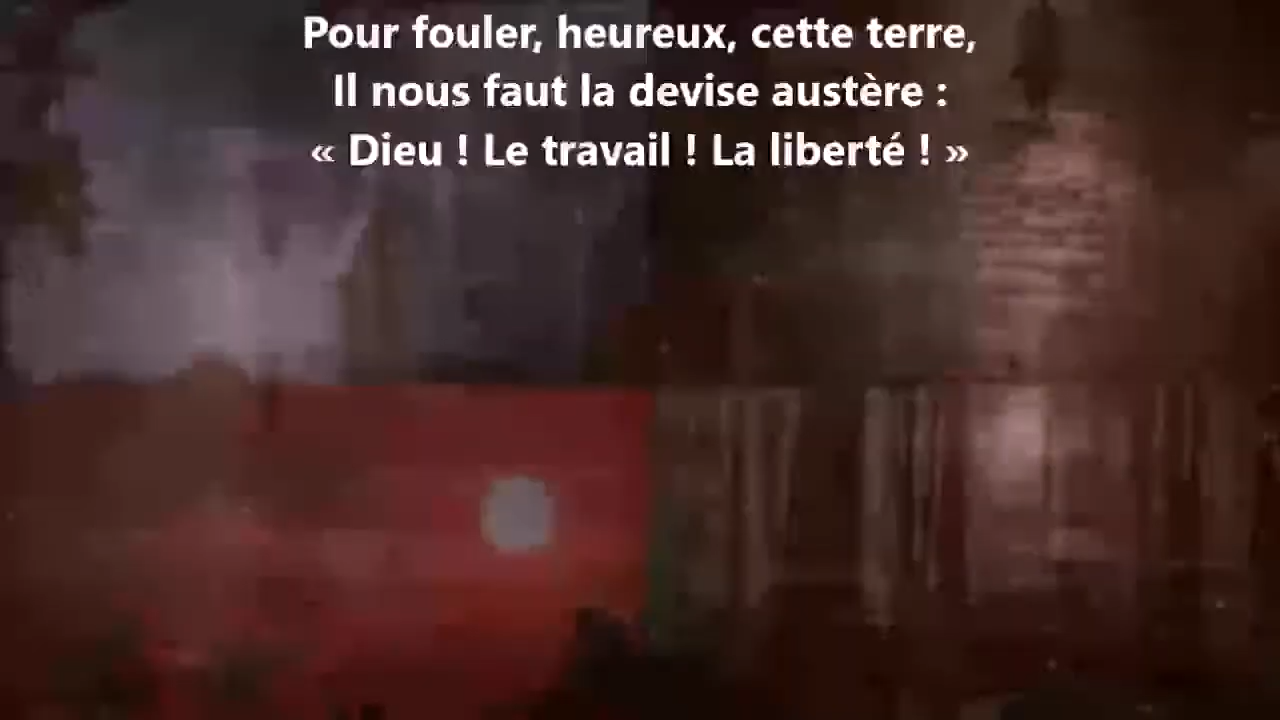 Pour fouler, heureux, cette terre,
Il nous faut la devise austère :
« Dieu ! Le travail ! La liberté ! »